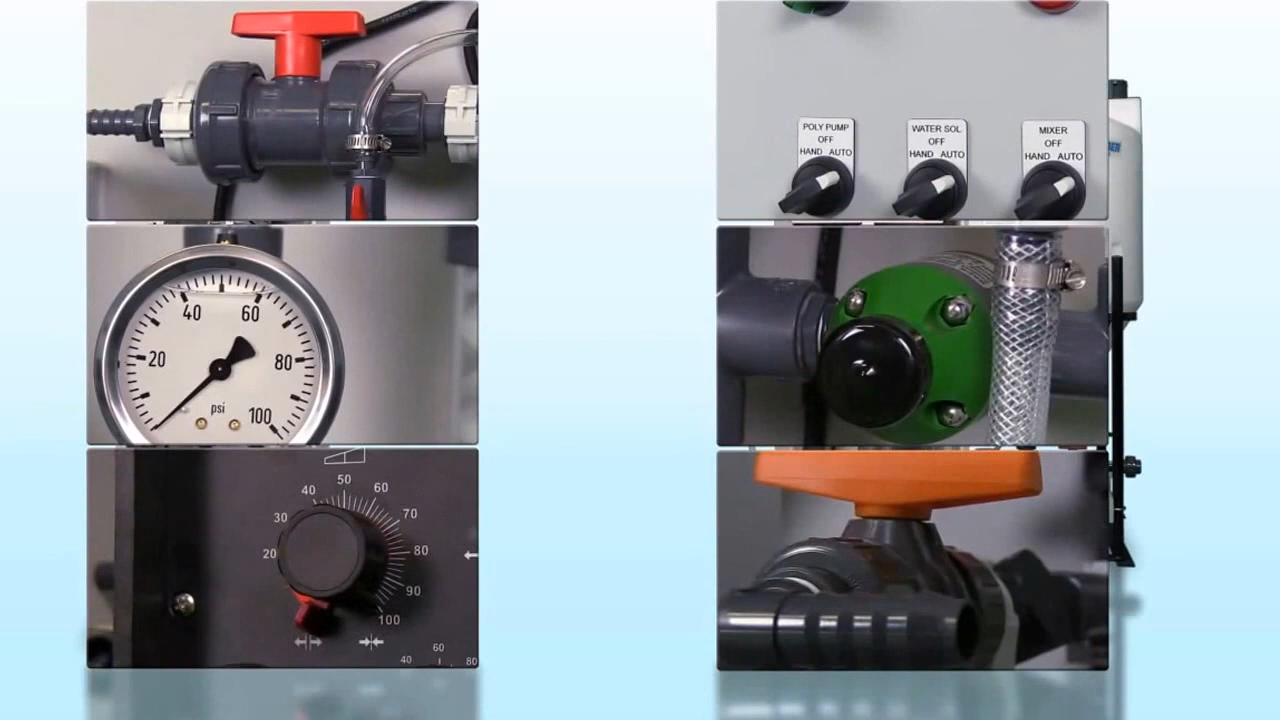 POLY PUMP
OFF
HAND AUTO
WATER SOL.
OFF
HAND AUTO
MIXER
OFF
HAND AUTO
40 60
20 80
psi
100
50
40 60
30 70
20 80
90
100
60
40 80